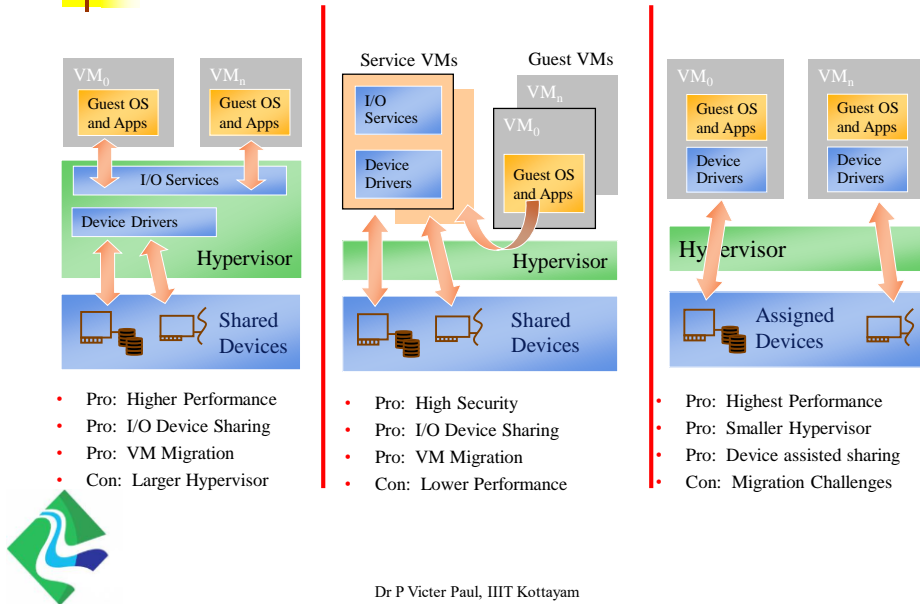 VM0
Guest OS
and Apps
VMn
Guest OS
and Apps
I/O Services
Device Drivers
Hypervisor
Shared
Devices
• Pro: Higher Performance
• Pro: I/O Device Sharing
• Pro: VM Migration
• Con: Larger Hypervisor
Service VMs
Guest VMs
I/O
Services
Device
Drivers
VMn
VM0
Guest OS
and Apps
Hypervisor
Shared
Devices
• Pro: High Security
• Pro: I/O Device Sharing
• Pro: VM Migration
• Con: Lower Performance
VM0
Guest OS
and Apps
Device
Drivers
VMn
Guest OS
and Apps
Device
Drivers
Hypervisor
Assigned
Devices
• Pro: Highest Performance
• Pro: Smaller Hypervisor
• Pro: Device assisted sharing
• Con: Migration Challenges
Dr P Victer Paul, IIIT Kottayam